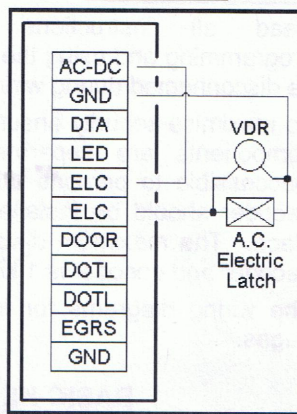 AC-DC
GND
DTA
LED
ELC
ELC
DOOR
DOTL
DOTL
EGRS
GND
VDR
A.C.
Electric
Latch